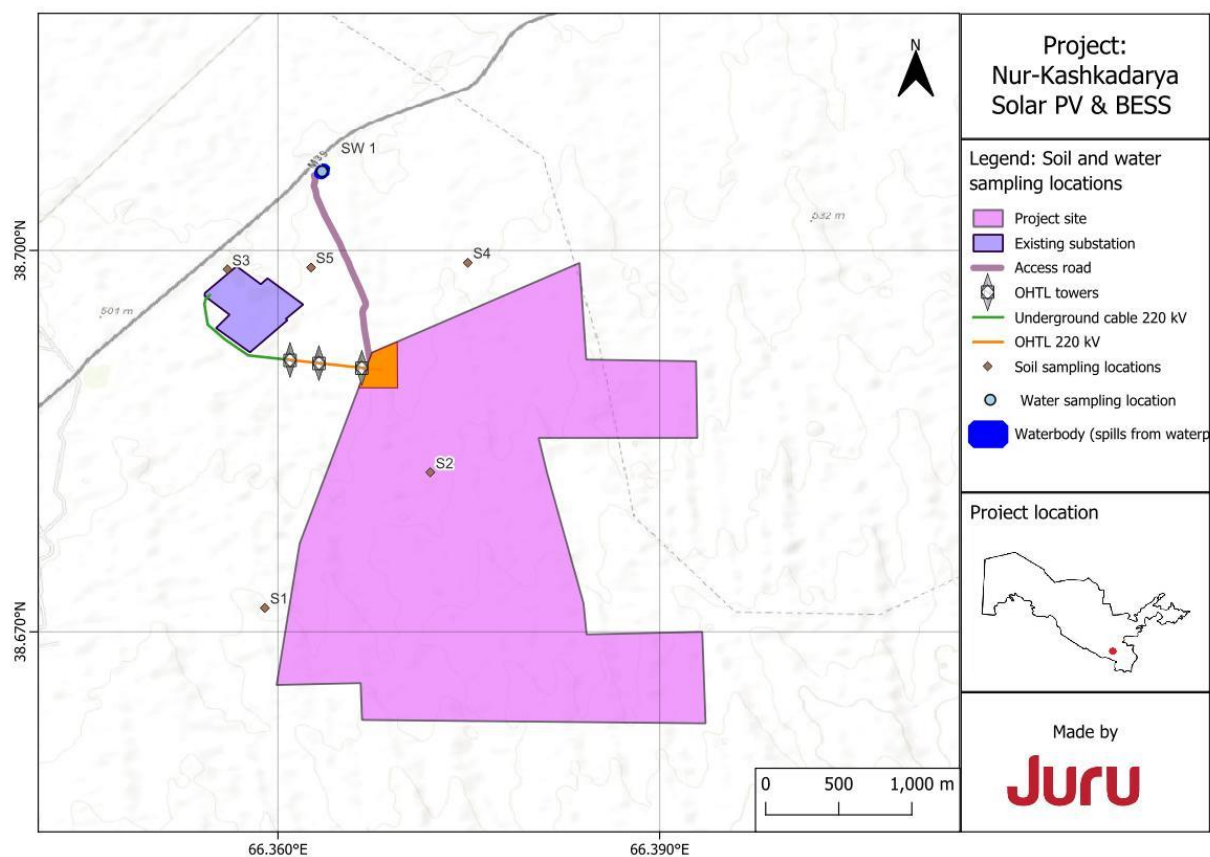 N
M39
SW 1
38.700°N
532 m
S3
S5
S4
501 m
S2
S1
38.670°N
0 500 1,000 m
66.360°E 66.390°E
Project:
Nur-Kashkadarya
Solar PV & BESS
Legend: Soil and water
sampling locations
Project site
Existing substation
Access road
OHTL towers
Underground cable 220 kV
OHTL 220 kV
Soil sampling locations
Water sampling location
Waterbody (spills from waterp
Project location
Made by
Juru